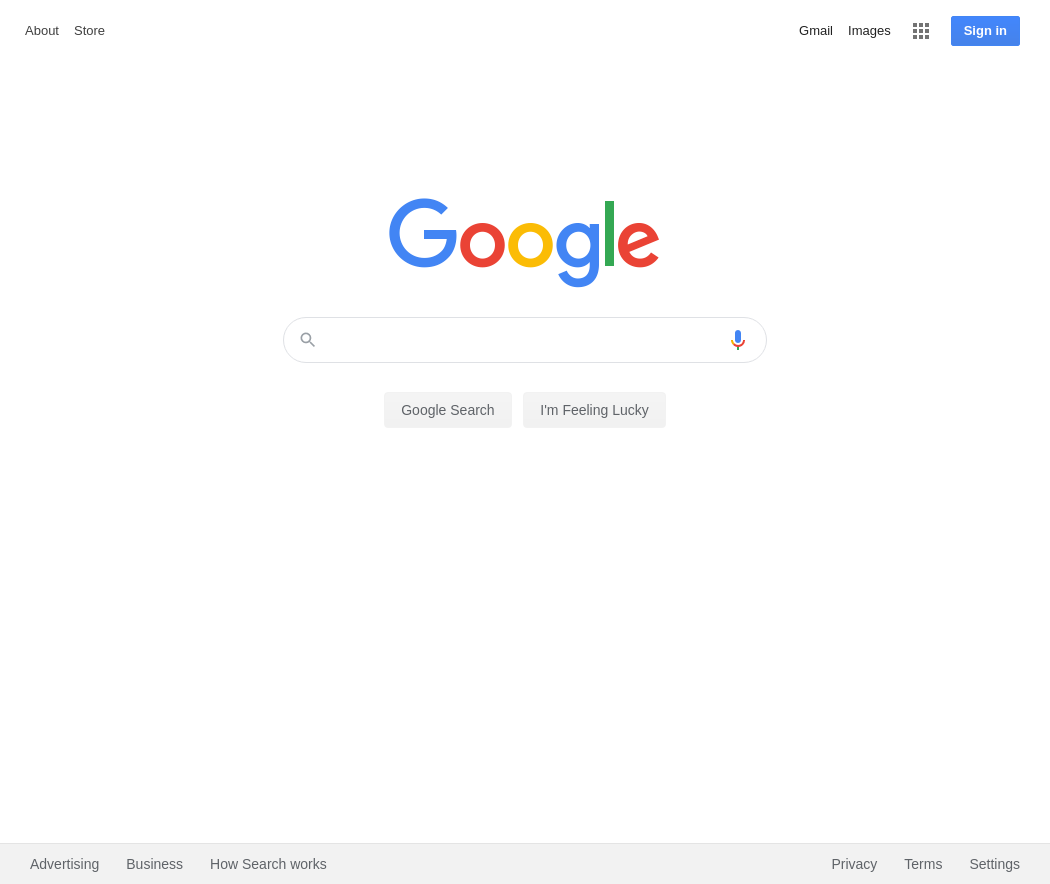 About Store Gmail Images Sign in
Google
Google Search I'm Feeling Lucky
Advertising Business How Search works Privacy Terms Settings